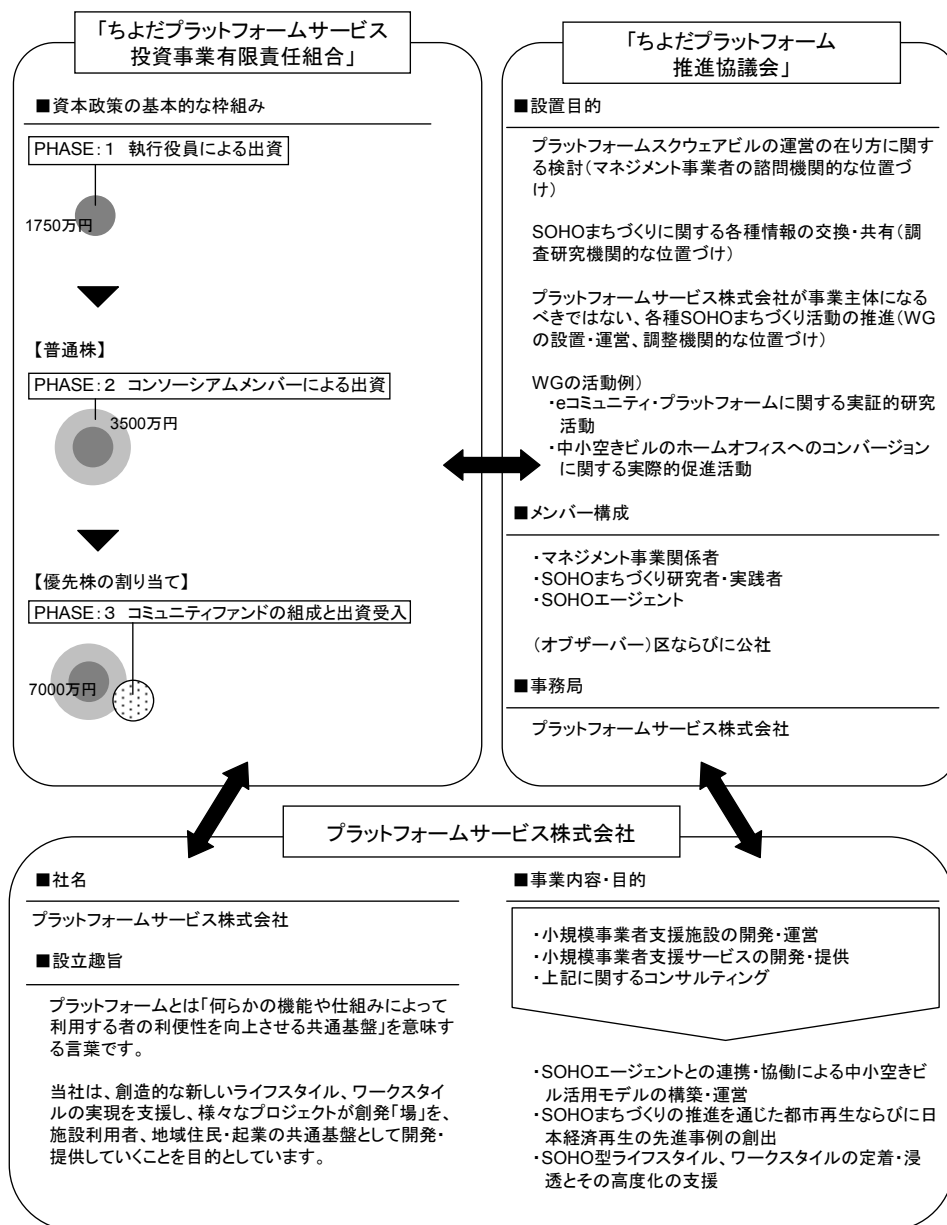 「ちよだプラットフォームサービス
投資事業有限責任組合」
■資本政策の基本的な枠組み
PHASE：1 執行役員による出資
1750万円
【普通株】
PHASE：2 コンソーシアムメンバーによる出資
3500万円
【優先株の割り当て】
PHASE：3 コミュニティファンドの組成と出資受入
7000万円
「ちよだプラットフォーム
推進協議会」
■設置目的
プラットフォームスクウェアビルの運営の在り方に関す
る検討（マネジメント事業者の諮問機関的な位置づ
け）
SOHOまちづくりに関する各種情報の交換・共有（調
査研究機関的な位置づけ）
プラットフォームサービス株式会社が事業主体になる
べきではない、各種SOHOまちづくり活動の推進（WG
の設置・運営、調整機関的な位置づけ）
WGの活動例）
・eコミュニティ・プラットフォームに関する実証的研究
活動
・中小空きビルのホームオフィスへのコンバージョン
に関する実際的促進活動
■メンバー構成
・マネジメント事業関係者
・SOHOまちづくり研究者・実践者
・SOHOエージェント
（オブザーバー）区ならびに公社
■事務局
プラットフォームサービス株式会社
プラットフォームサービス株式会社
■社名
プラットフォームサービス株式会社
■設立趣旨
プラットフォームとは「何らかの機能や仕組みによって
利用する者の利便性を向上させる共通基盤」を意味す
る言葉です。
当社は、創造的な新しいライフスタイル、ワークスタイ
ルの実現を支援し、様々なプロジェクトが創発「場」を、
施設利用者、地域住民・起業の共通基盤として開発・
提供していくことを目的としています。
■事業内容・目的
・小規模事業者支援施設の開発・運営
・小規模事業者支援サービスの開発・提供
・上記に関するコンサルティング
・SOHOエージェントとの連携・協働による中小空きビ
ル活用モデルの構築・運営
・SOHOまちづくりの推進を通じた都市再生ならびに日
本経済再生の先進事例の創出
・SOHO型ライフスタイル、ワークスタイルの定着・浸
透とその高度化の支援